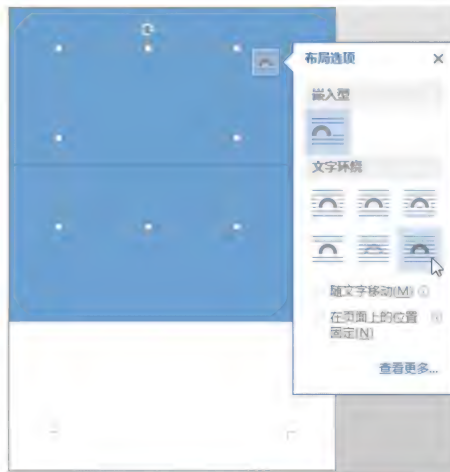 布局选项
嵌入型
文字环绕
随文字移动(M)
在页面上的位置
固定(N)
查看更多...